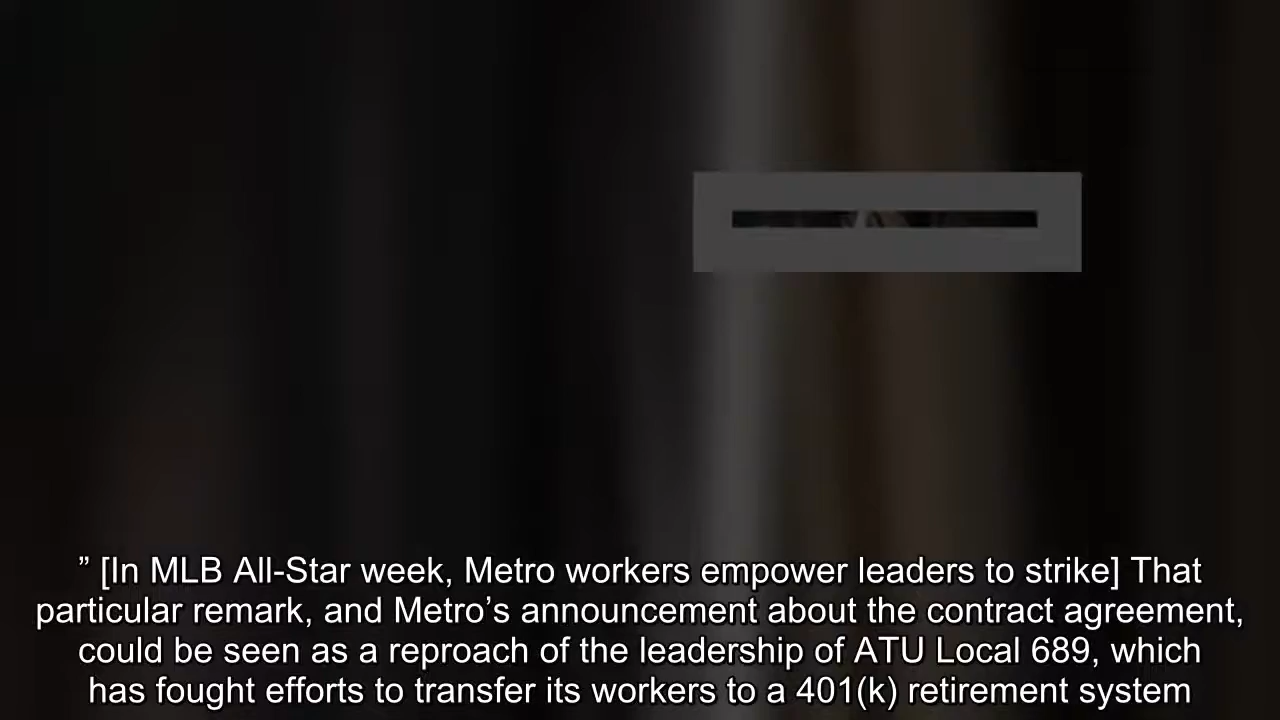 ” [In MLB All-Star week, Metro workers empower leaders to strike] That
particular remark, and Metro’s announcement about the contract agreement,
could be seen as a reproach of the leadership of ATU Local 689, which
has fought efforts to transfer its workers to a 401(k) retirement system